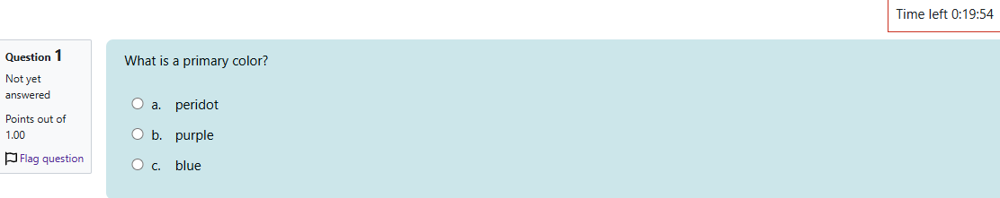 Time left 0:19:54
Question 1
Not yet
answered
Points out of
1.00
Flag question
What is a primary color?
a. peridot
b. purple
c. blue